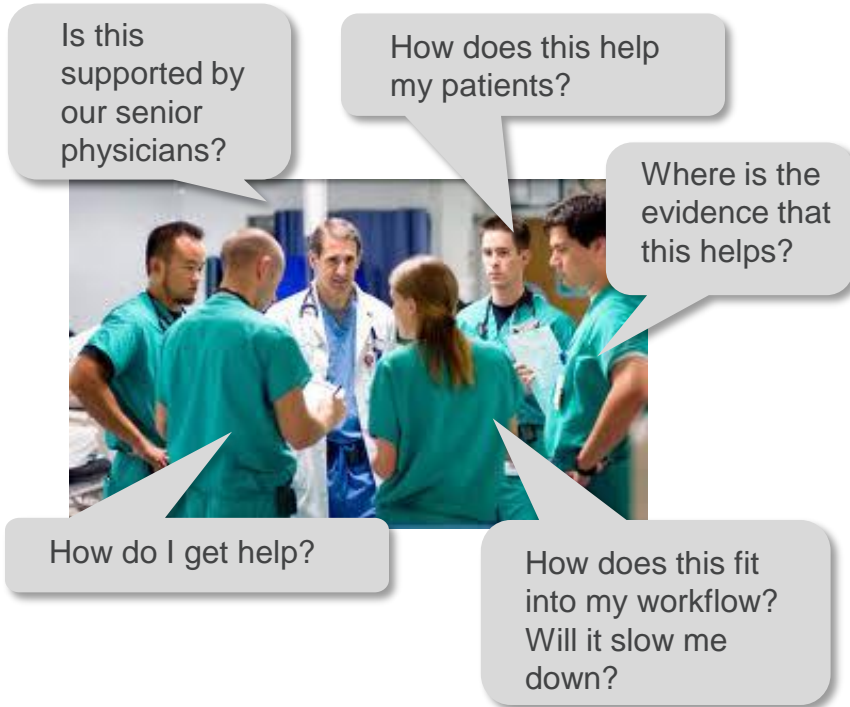 Is this
supported by
our senior
physicians?
How does this help
my patients?
Where is the
evidence that
this helps?
How do I get help?
How does this fit
into my workflow?
Will it slow me
down?